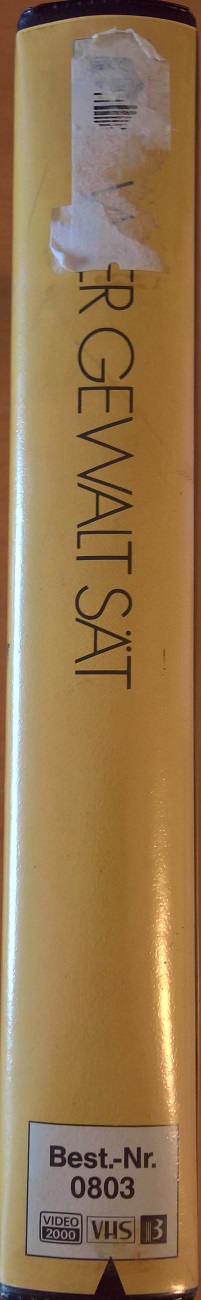 ER GEWALT SÄT
Best.-Nr.
0803
VIDEO
2000
VHS